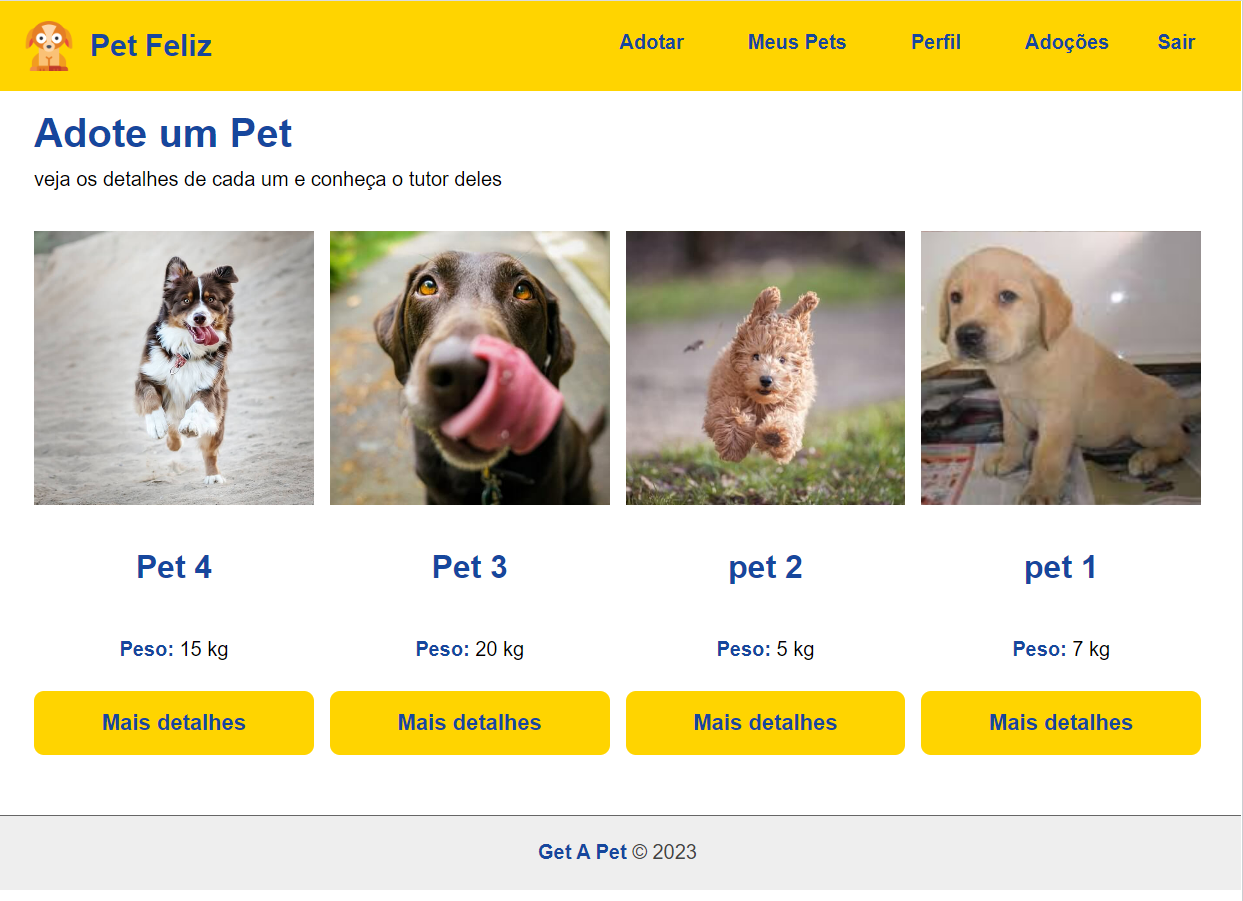 Pet Feliz
Adotar Meus Pets Perfil Adoções Sair
Adote um Pet
veja os detalhes de cada um e conheça o tutor deles
Pet 4 Pet 3 pet 2 pet 1
Peso: 15 kg Peso: 20 kg Peso: 5 kg Peso: 7 kg
Mais detalhes Mais detalhes Mais detalhes Mais detalhes
Get A Pet © 2023